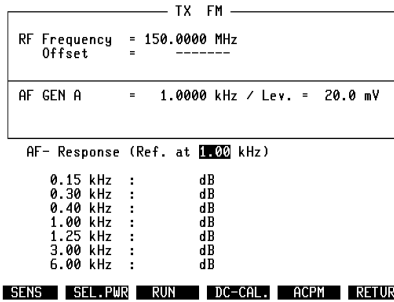 TX FM
RF Frequency = 150.0000 MHz
Offset = -------
AF GEN A = 1.0000 kHz / Lev. = 20.0 mV
AF- Response (Ref. at 1.00 kHz)
0.15 kHz : dB
0.30 kHz : dB
0.40 kHz : dB
1.00 kHz : dB
1.25 kHz : dB
3.00 kHz : dB
6.00 kHz : dB
SENS SEL.PWR RUN DC-CAL. ACPM RETUR